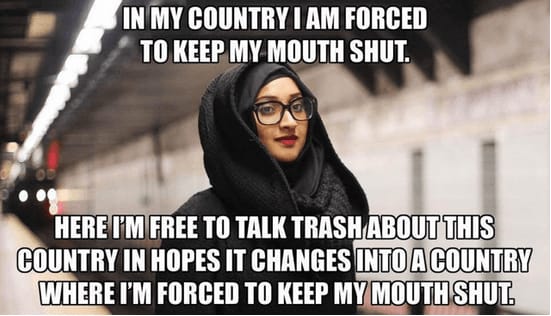 IN MY COUNTRY I AM FORCED
TO KEEP MY MOUTH SHUT.
HERE I'M FREE TO TALK TRASH ABOUT THIS
COUNTRY IN HOPES IT CHANGES INTO A COUNTRY
WHERE I'M FORCED TO KEEP MY MOUTH SHUT.